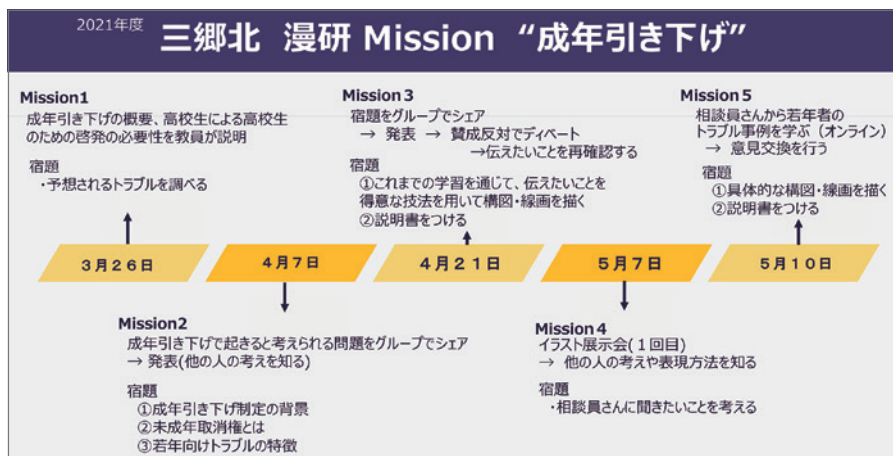 2021年度
三郷北 漫研 Mission “成年引き下げ”
Mission1
成年引き下げの概要、高校生による高校生
のための啓発の必要性を教員が説明
宿題
・予想されるトラブルを調べる
Mission3
宿題をグループでシェア
→ 発表 → 賛成反対でディベート
→伝えたいことを再確認する
宿題
①これまでの学習を通じて、伝えたいことを
得意な技法を用いて構図・線画を描く
②説明書をつける
Mission5
相談員さんから若年者の
トラブル事例を学ぶ（オンライン）
→ 意見交換を行う
宿題
①具体的な構図・線画を描く
②説明書をつける
3月26日
4月7日
4月21日
5月7日
5月10日
Mission2
成年引き下げで起きると考えられる問題をグループでシェア
→ 発表(他の人の考えを知る)
宿題
①成年引き下げ制定の背景
②未成年取消権とは
③若年向けトラブルの特徴
Mission4
イラスト展示会(１回目)
→ 他の人の考えや表現方法を知る
宿題
・相談員さんに聞きたいことを考える